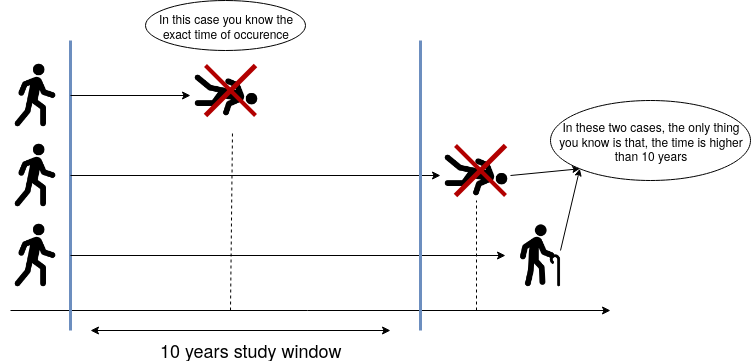 In this case you know the
exact time of occurence
In these two cases, the only thing
you know is that, the time is higher
than 10 years
10 years study window